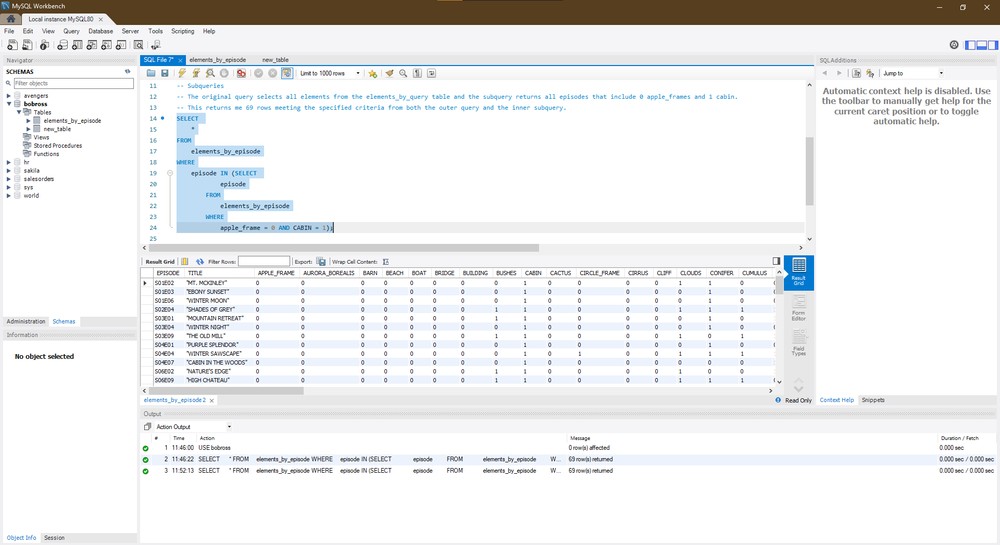 MySQL Workbench
Local instance MySQL80
File Edit View Query Database Server Tools Scripting Help
Navigator
SCHEMAS
Filter objects
avengers
bobross
Tables
elements_by_episode
new_table
Views
Stored Procedures
Functions
hr
sakila
salesorders
sys
world
Administration Schemas
Information
No object selected
Object Info Session
SQL File 7* elements_by_episode new_table
Limit to 1000 rows
11 -- Subqueries
12 -- The original query selects all elements from the elements_by_query table and the subquery returns all episodes that include 0 apple_frames and 1 cabin.
13 -- This returns me 69 rows meeting the specified criteria from both the outer query and the inner subquery.
14 SELECT
15 *
16 FROM
17 elements_by_episode
18 WHERE
19 episode IN (SELECT
20 episode
21 FROM
22 elements_by_episode
23 WHERE
24 apple_frame = 0 AND CABIN = 1);
25
Result Grid Filter Rows: Export: Wrap Cell Content:
EPISODE TITLE APPLE_FRAME AURORA_BOREALIS BARN BEACH BOAT BRIDGE BUILDING BUSHES CABIN CACTUS CIRCLE_FRAME CIRRUS CLIFF CLOUDS CONIFER CUMULUS
S01E02 "MT. MCKINLEY" 0 0 0 0 0 0 0 0 1 0 0 0 0 1 1 0
S01E03 "EBONY SUNSET" 0 0 0 0 0 0 0 0 1 0 0 0 0 0 1 0
S01E06 "WINTER MOON" 0 0 0 0 0 0 0 0 1 0 0 0 0 0 1 0
S02E04 "SHADES OF GREY" 0 0 0 0 0 0 0 1 1 0 0 0 0 1 1 1
S03E01 "MOUNTAIN RETREAT" 0 0 0 0 0 0 0 1 1 0 0 0 0 0 1 0
S03E04 "WINTER NIGHT" 0 0 0 0 0 0 0 0 1 0 0 0 0 0 1 0
S03E09 "THE OLD MILL" 0 0 0 0 0 0 0 1 1 0 0 0 0 1 0 1
S04E01 "PURPLE SPLENDOR" 0 0 0 0 0 0 0 0 1 0 0 0 0 0 1 0
S04E04 "WINTER SAWSCAPE" 0 0 0 0 0 0 0 0 1 0 1 0 0 1 1 1
S04E07 "CABIN IN THE WOODS" 0 0 0 0 0 0 0 0 1 0 0 0 0 0 0 0
S06E02 "NATURE'S EDGE" 0 0 0 0 0 0 0 1 1 0 0 0 0 1 0 0
S06E09 "HIGH CHATEAU" 0 0 0 0 0 0 0 1 1 0 0 0 0 1 1 1
Result Grid
Form Editor
Field Types
elements_by_episode 2
Read Only
SQLAdditions
Jump to
Automatic context help is disabled. Use
the toolbar to manually get help for the
current caret position or to toggle
automatic help.
Context Help Snippets
Output
Action Output
# Time Action Message Duration / Fetch
1 11:46:00 USE bobross 0 row(s) affected 0.000 sec
2 11:46:22 SELECT * FROM elements_by_episode WHERE episode IN (SELECT episode FROM elements_by_episode W... 69 row(s) returned 0.000 sec / 0.000 sec
3 11:52:13 SELECT * FROM elements_by_episode WHERE episode IN (SELECT episode FROM elements_by_episode W... 69 row(s) returned 0.000 sec / 0.000 sec